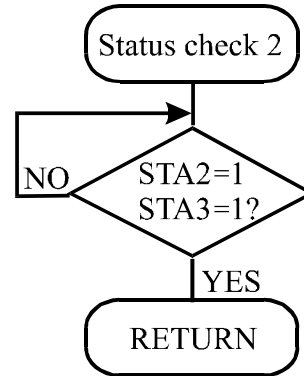 Status check 2
STA2=1
STA3=1?
NO
YES
RETURN